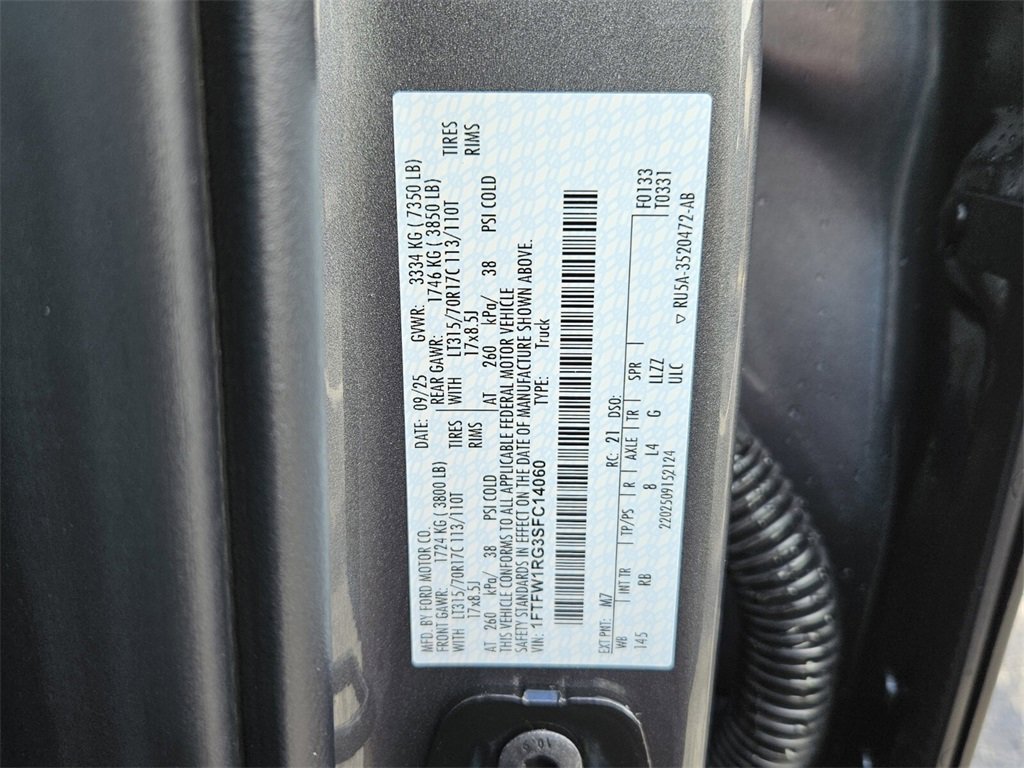 MFD. BY FORD MOTOR CO.
DATE: 09/25 GVWR: 3334 KG ( 7350 LB)
FRONT GAWR: 1724 KG ( 3800 LB) REAR GAWR: 1746 KG ( 3850 LB)
WITH LT315/70R17C 113/110T TIRES WITH LT315/70R17C 113/110T TIRES
17x8.5J RIMS 17x8.5J RIMS
AT 260 kPa/ 38 PSI COLD AT 260 kPa/ 38 PSI COLD
THIS VEHICLE CONFORMS TO ALL APPLICABLE FEDERAL MOTOR VEHICLE
SAFETY STANDARDS IN EFFECT ON THE DATE OF MANUFACTURE SHOWN ABOVE.
VIN: 1FTFW1RG3SFC14060 TYPE: Truck
EXT PNT: M7 RC: 21 DSO: F0133
WB INT TR TP/PS R AXLE TR SPR T0331
145 RB 8 L4 G LLZZ
ULC
2202509152124 ▽ RU5A-3520472-AB